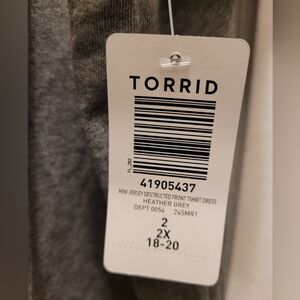 TORRID
41905437
MINI JERSEY DESTRUCTED FRONT TSHIRT DRESS
HEATHER GREY
DEPT 0054 24SMR1
2
2X
18-20